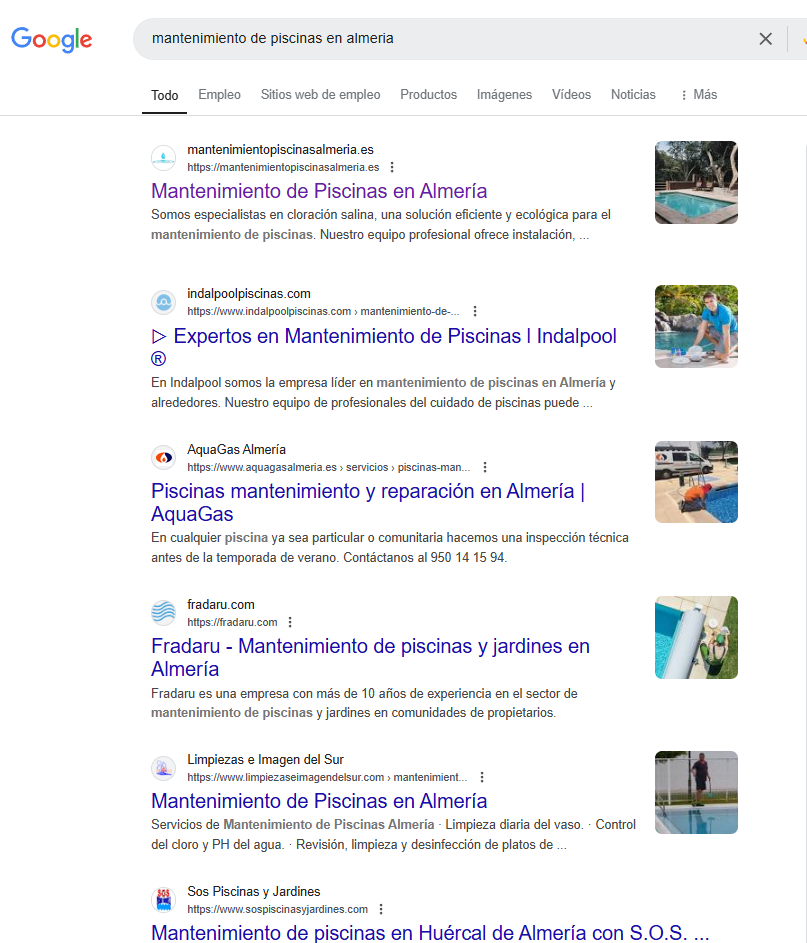 Google
mantenimiento de piscinas en almeria
Todo Empleo Sitios web de empleo Productos Imágenes Vídeos Noticias Más
mantenimientopiscinasalmeria.es
https://mantenimientopiscinasalmeria.es
Mantenimiento de Piscinas en Almería
Somos especialistas en cloración salina, una solución eficiente y ecológica para el
mantenimiento de piscinas. Nuestro equipo profesional ofrece instalación, ...
indalpoolpiscinas.com
https://www.indalpoolpiscinas.com › mantenimiento-de-...
▷ Expertos en Mantenimiento de Piscinas l Indalpool
®
En Indalpool somos la empresa líder en mantenimiento de piscinas en Almería y
alrededores. Nuestro equipo de profesionales del cuidado de piscinas puede ...
AquaGas Almería
https://www.aquagasalmeria.es › servicios › piscinas-man...
Piscinas mantenimiento y reparación en Almería |
AquaGas
En cualquier piscina ya sea particular o comunitaria hacemos una inspección técnica
antes de la temporada de verano. Contáctanos al 950 14 15 94.
fradaru.com
https://fradaru.com
Fradaru - Mantenimiento de piscinas y jardines en
Almería
Fradaru es una empresa con más de 10 años de experiencia en el sector de
mantenimiento de piscinas y jardines en comunidades de propietarios.
Limpiezas e Imagen del Sur
https://www.limpiezaseimagendelsur.com › mantenimient...
Mantenimiento de Piscinas en Almería
Servicios de Mantenimiento de Piscinas Almería · Limpieza diaria del vaso. · Control
del cloro y PH del agua. · Revisión, limpieza y desinfección de platos de ...
SOS
Sos Piscinas y Jardines
https://www.sospiscinasyjardines.com
Mantenimiento de piscinas en Huércal de Almería con S.O.S. ...